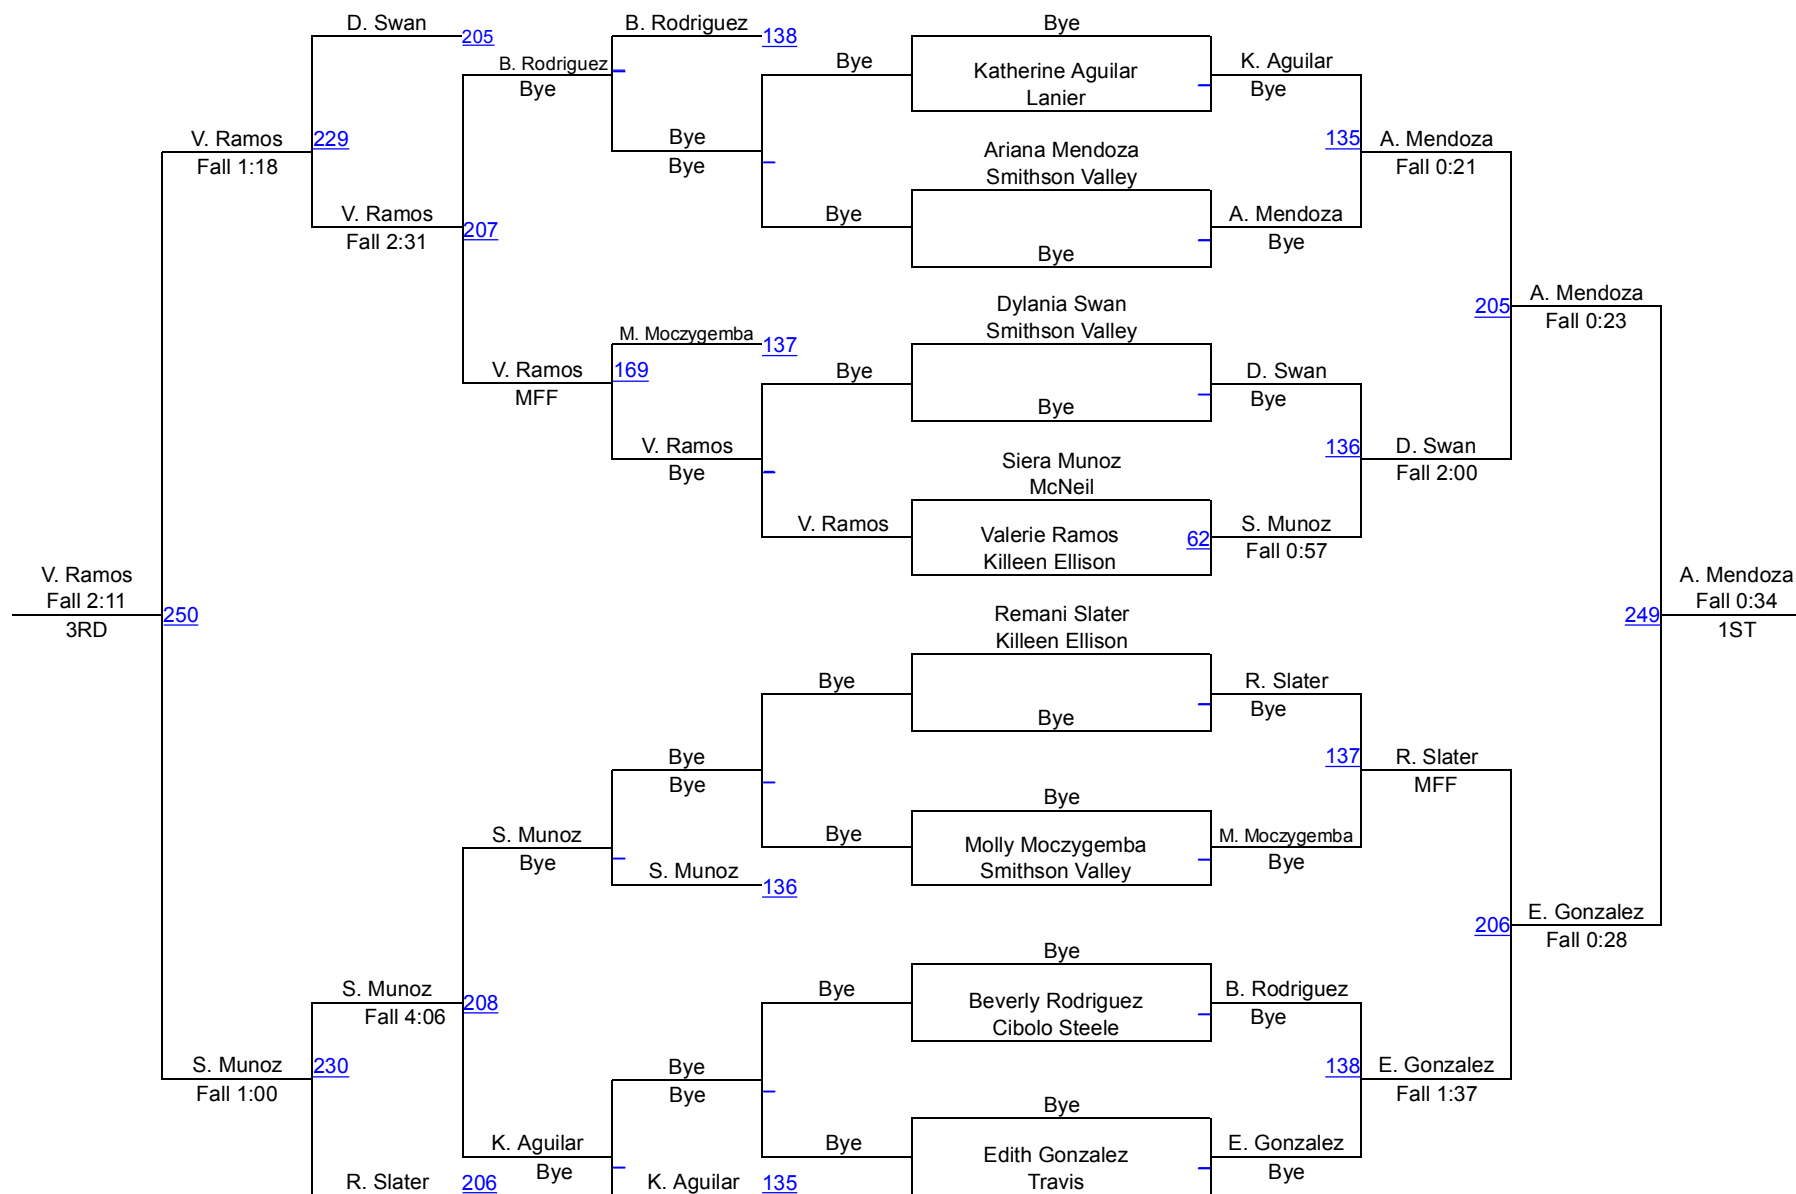 D. Swan
205
B. Rodriguez
138
Bye
B. Rodriguez
Bye
Bye
Katherine Aguilar
Lanier
K. Aguilar
Bye
V. Ramos
229
Fall 1:18
Bye
Bye
Ariana Mendoza
Smithson Valley
135
A. Mendoza
Fall 0:21
V. Ramos
207
Fall 2:31
Bye
A. Mendoza
Bye
Bye
Dylania Swan
Smithson Valley
205
A. Mendoza
Fall 0:23
M. Moczygemba
137
V. Ramos
169
MFF
Bye
Bye
D. Swan
Bye
V. Ramos
Bye
Siera Munoz
McNeil
136
D. Swan
Fall 2:00
V. Ramos
Valerie Ramos
Killeen Ellison
62
S. Munoz
Fall 0:57
V. Ramos
Fall 2:11
250
3RD
Remani Slater
Killeen Ellison
A. Mendoza
Fall 0:34
249
1ST
Bye
Bye
R. Slater
Bye
Bye
Bye
137
R. Slater
MFF
Bye
S. Munoz
Bye
Bye
Molly Moczygemba
Smithson Valley
M. Moczygemba
Bye
S. Munoz
136
206
E. Gonzalez
Fall 0:28
Bye
S. Munoz
208
Fall 4:06
Bye
Beverly Rodriguez
Cibolo Steele
B. Rodriguez
Bye
S. Munoz
230
Fall 1:00
Bye
Bye
138
E. Gonzalez
Fall 1:37
Bye
K. Aguilar
Bye
Bye
Edith Gonzalez
Travis
E. Gonzalez
Bye
R. Slater
206
K. Aguilar
135